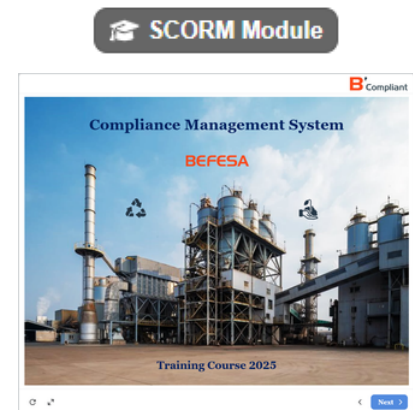 SCORM Module
B' Compliant
Compliance Management System
BEFESA
Training Course 2025
Next